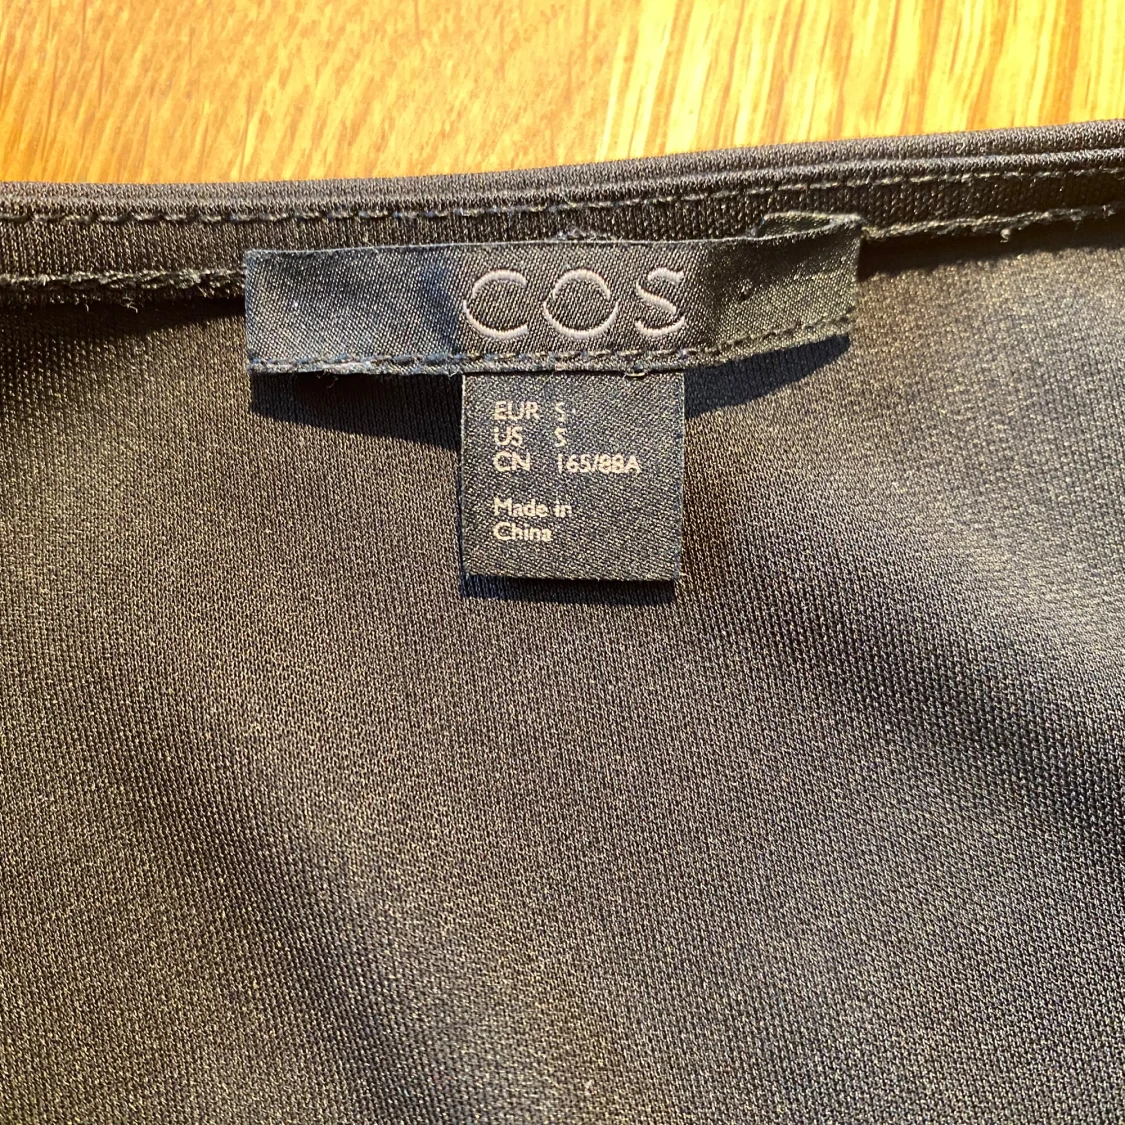 COS
EUR S
US S
CN 165/88A
Made in
China